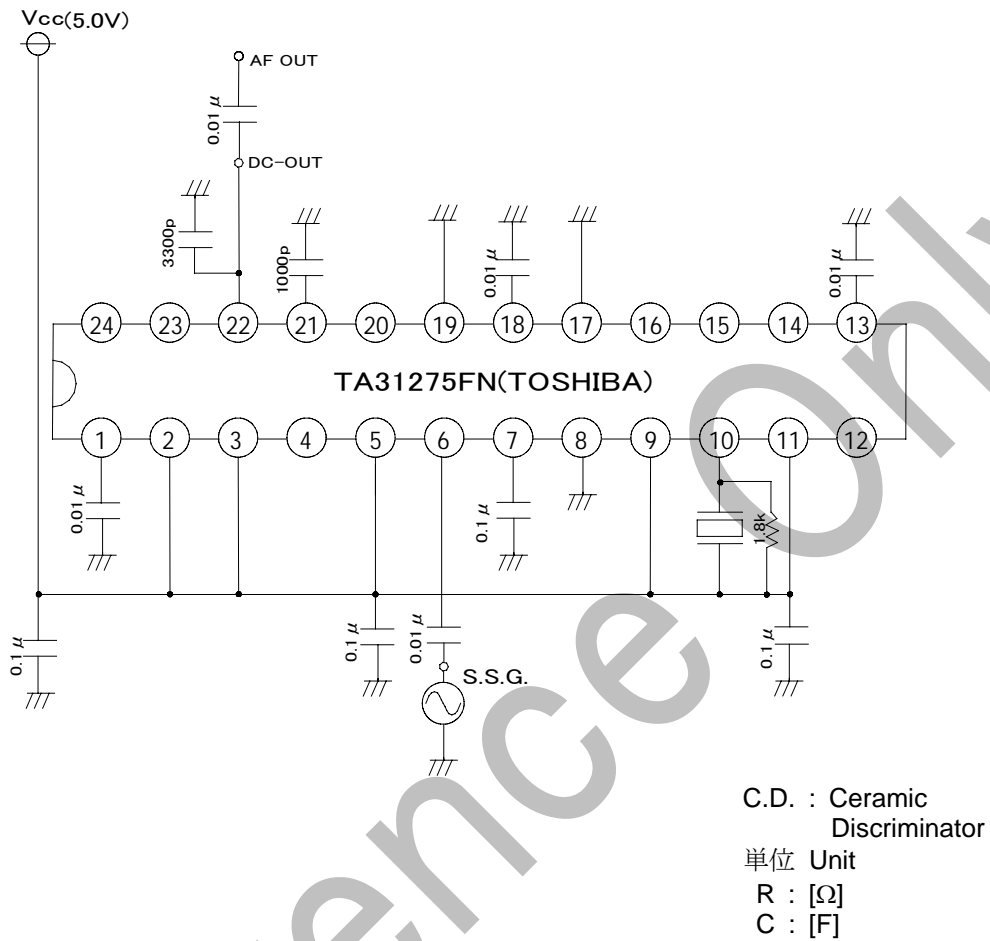 Vcc(5.0V)
AF OUT
0.01 μ
DC-OUT
3300p
1000p
0.01 μ
0.01 μ
24 23 22 21 20 19 18 17 16 15 14 13
TA31275FN(TOSHIBA)
1 2 3 4 5 6 7 8 9 10 11 12
0.01 μ
0.1 μ
1.8k
0.1 μ
0.1 μ
0.01 μ
0.1 μ
S.S.G.
C.D. : Ceramic
Discriminator
単位 Unit
R : [Ω]
C : [F]
ence Only